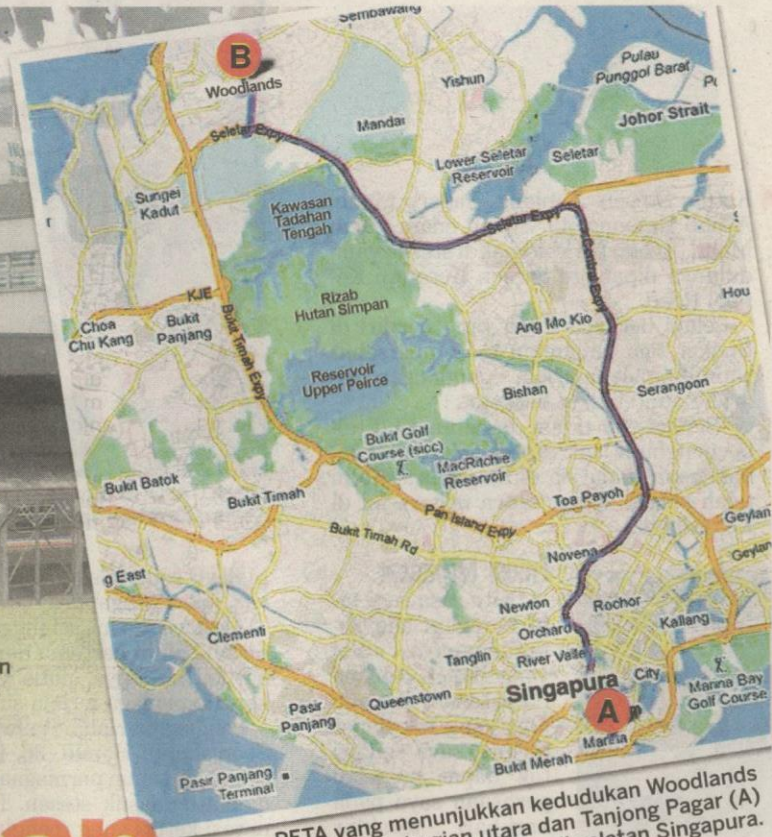 Sembawang
B
Woodlands
Yishun
Pulau
Punggol Barat
Johor Strait
Mandai
Seletar Expy
Lower Seletar
Reservoir
Seletar
Sungei
Kadut
Kawasan
Tadahan
Tengah
Seletar Expy
Central Expy
KJE
Rizab
Hutan Simpan
Hou
Choa
Chu Kang
Bukit
Panjang
Bukit Timah Expy
Ang Mo Kio
Reservoir
Upper Peirce
Bishan
Serangoon
Bukit Golf
Course (sicc)
MacRitchie
Reservoir
Bukit Batok
Bukit Timah
Toa Payoh
Pan Island Expy
Geylan
Bukit Timah Rd
Novena
Geylan
g East
Newton
Rochor
Orchard
Kallang
Clementi
Tanglin
River Valle
City
Singapura
Marina Bay
Golf Course
A
Queenstown
Pasir
Panjang
Marina
Bukit Merah
Pasir Panjang
Terminal
PETA yang menunjukkan kedudukan Woodlands
utara dan Tanjong Pagar (A)
Singapura.
an
n